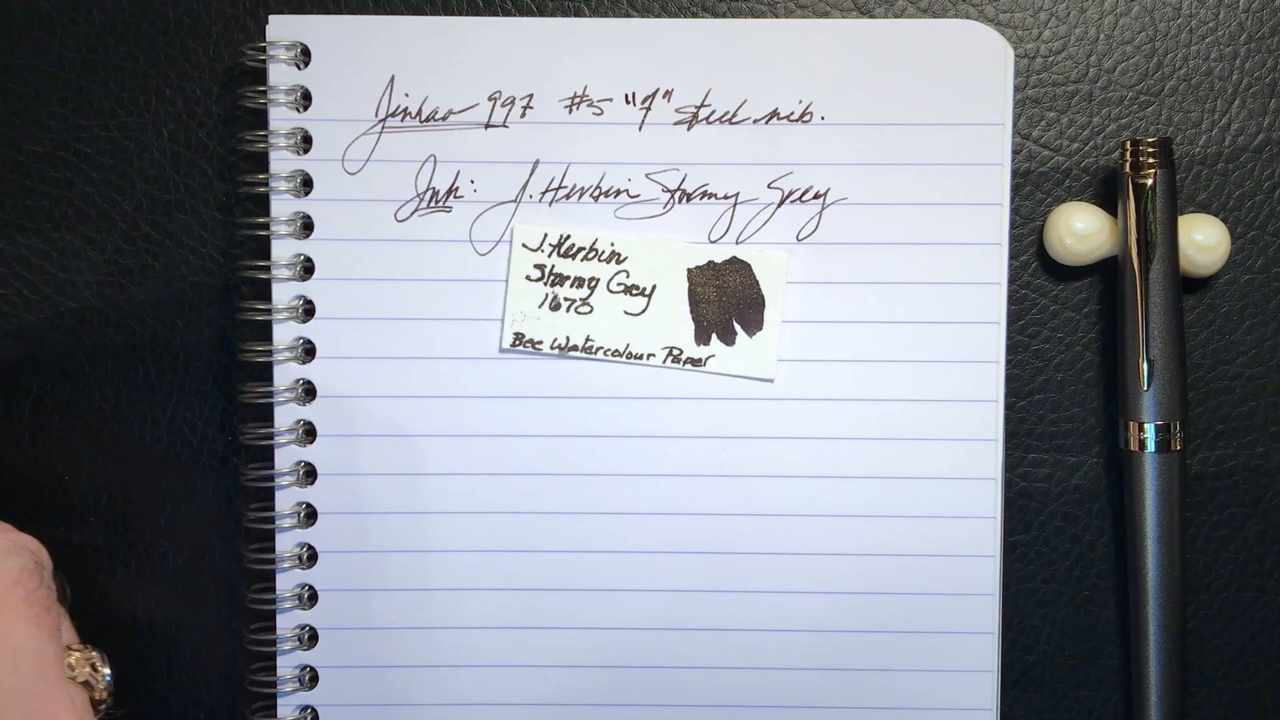 Jinhao 997 #5 "f" steel nib.
Ink: J. Herbin Stormy Grey
J. Herbin
Stormy Grey
1670
Bee Watercolour Paper